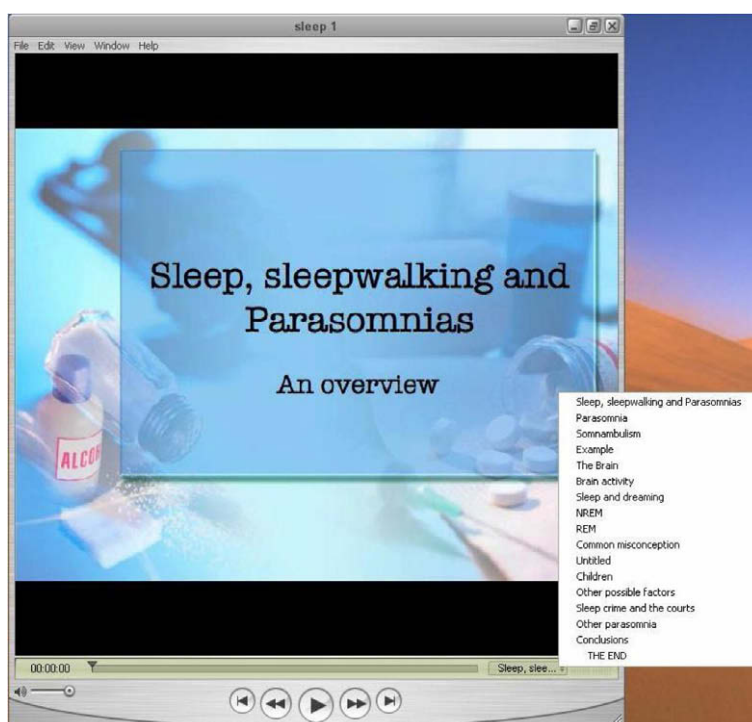 sleep 1
File Edit View Window Help
Sleep, sleepwalking and
Parasomnias
An overview
Sleep, sleepwalking and Parasomnias
Parasomnia
Somnambulism
Example
The Brain
Brain activity
Sleep and dreaming
NREM
REM
Common misconception
Untitled
Children
Other possible factors
Sleep crime and the courts
Other parasomnia
Conclusions
THE END
00:00:00
Sleep, slee...